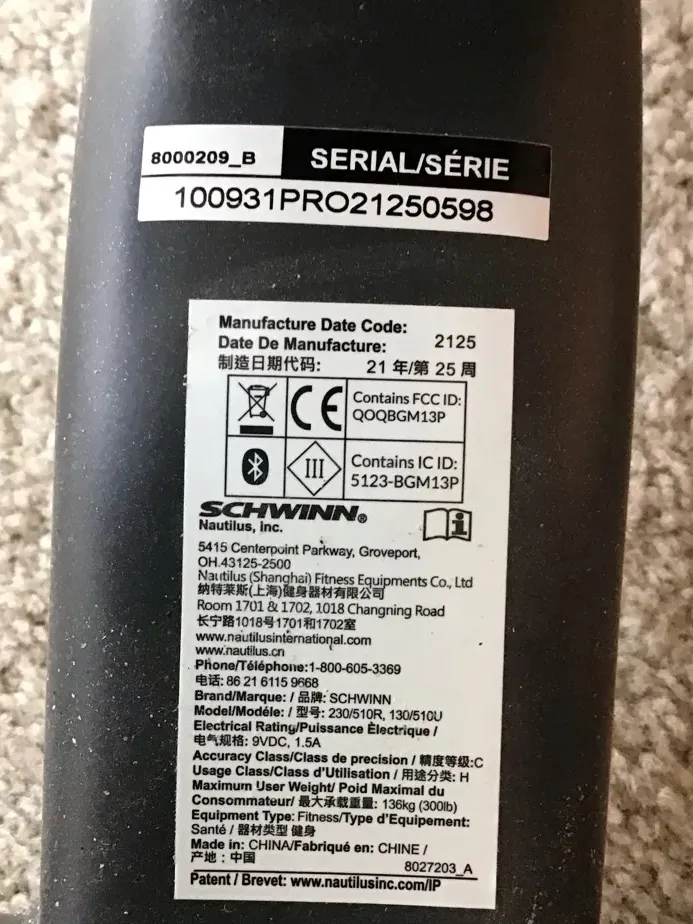 8000209_B SERIAL/SÉRIE
100931PRO21250598
Manufacture Date Code:
Date De Manufacture: 2125
制造日期代码: 21 年/第 25 周
CE Contains FCC ID:
QOQBGM13P
III Contains IC ID:
5123-BGM13P
SCHWINN®
Nautilus, inc.
5415 Centerpoint Parkway, Groveport,
OH.43125-2500
Nautilus (Shanghai) Fitness Equipments Co., Ltd
纳特莱斯(上海)健身器材有限公司
Room 1701 & 1702, 1018 Changning Road
长宁路1018号1701和1702室
www.nautilusinternational.com
www.nautilus.cn
Phone/Téléphone:1-800-605-3369
电话: 86 21 6115 9668
Brand/Marque: / 品牌: SCHWINN
Model/Modéle: / 型号: 230/510R, 130/510U
Electrical Rating/Puissance Èlectrique /
电气规格: 9VDC, 1.5A
Accuracy Class/Class de precision / 精度等级:C
Usage Class/Class d'Utilisation / 用途分类: H
Maximum User Weight/ Poid Maximal du
Consommateur/ 最大承载重量: 136kg (300lb)
Equipment Type: Fitness/Type d'Equipement:
Santé / 器材类型 健身
Made in: CHINA/Fabriqué en: CHINE /
产地: 中国 8027203_A
Patent / Brevet: www.nautilusinc.com/IP